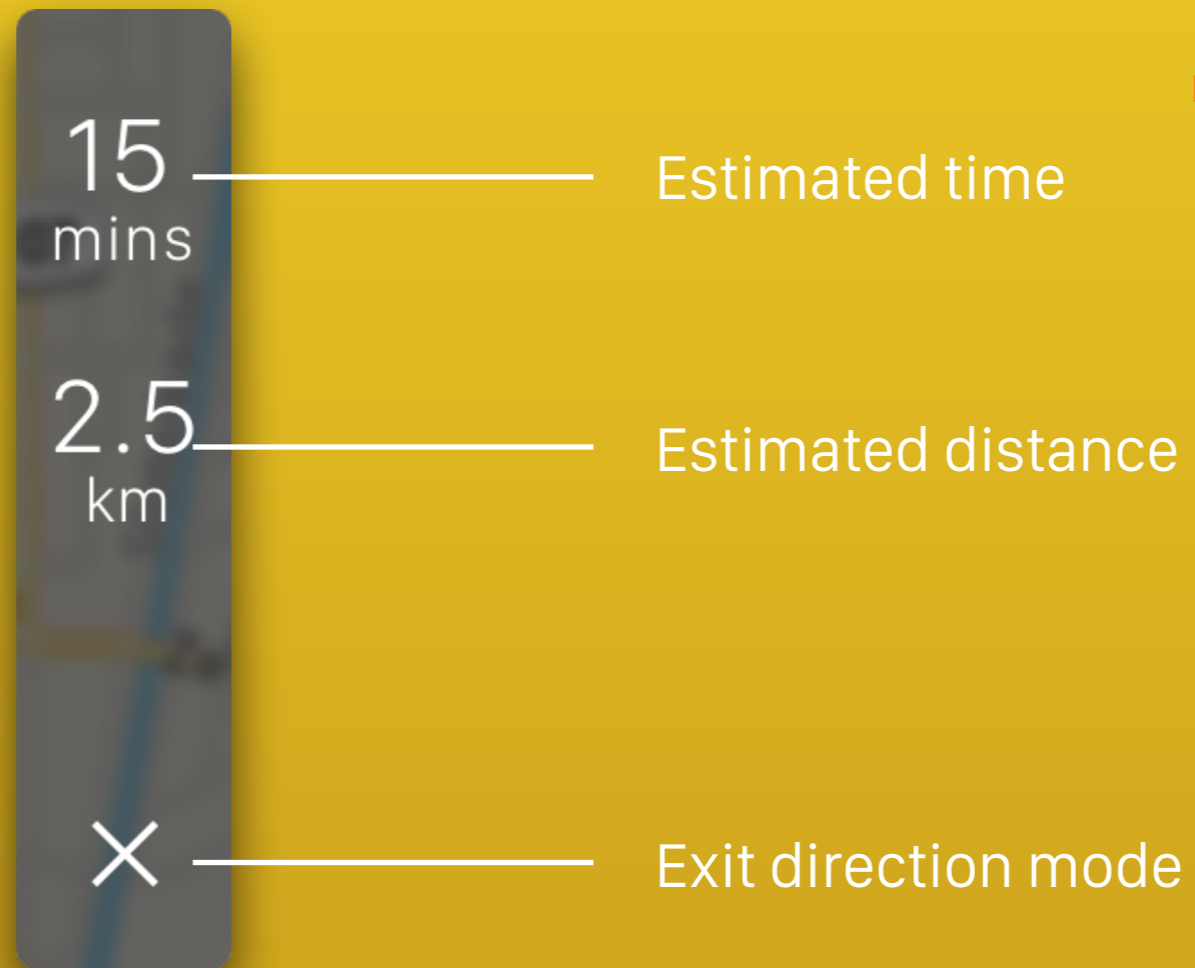 15
mins
Estimated time
2.5
km
Estimated distance
Exit direction mode